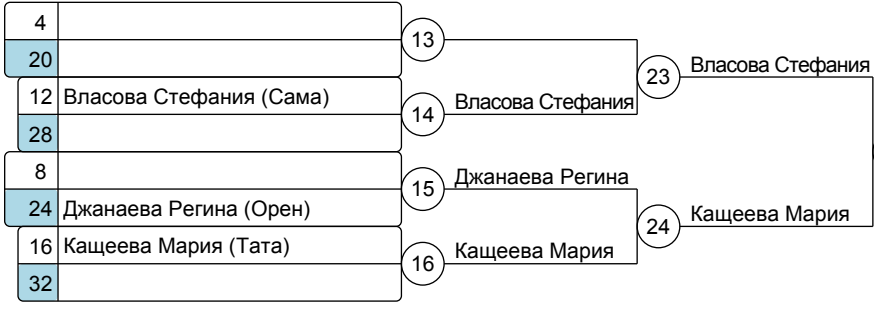 4
20
12 Власова Стефания (Сама)
28
8
24 Джанаева Регина (Орен)
16 Кащеева Мария (Тата)
32
13
14 Власова Стефания
15 Джанаева Регина
16 Кащеева Мария
23 Власова Стефания
24 Кащеева Мария